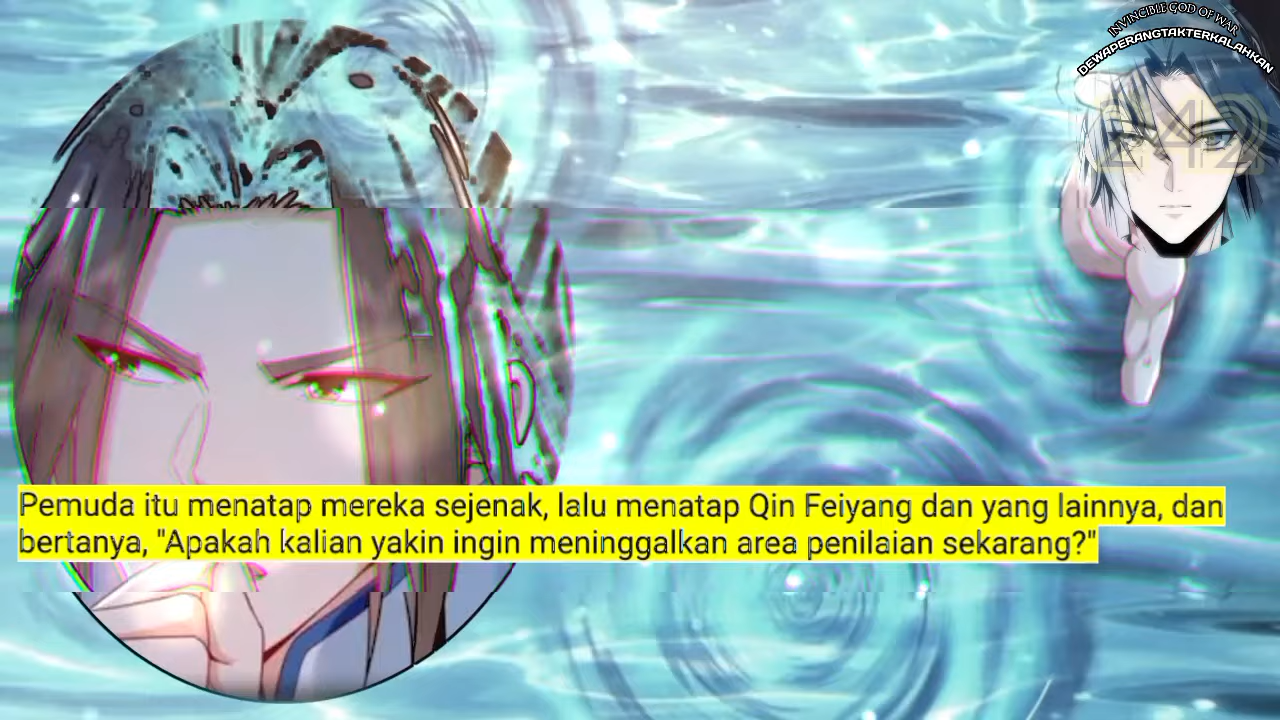 INVINCIBLE GOD OF WAR
DEWAPERANGTAKTERKALAHKAN
242
Pemuda itu menatap mereka sejenak, lalu menatap Qin Feiyang dan yang lainnya, dan
bertanya, "Apakah kalian yakin ingin meninggalkan area penilaian sekarang?"